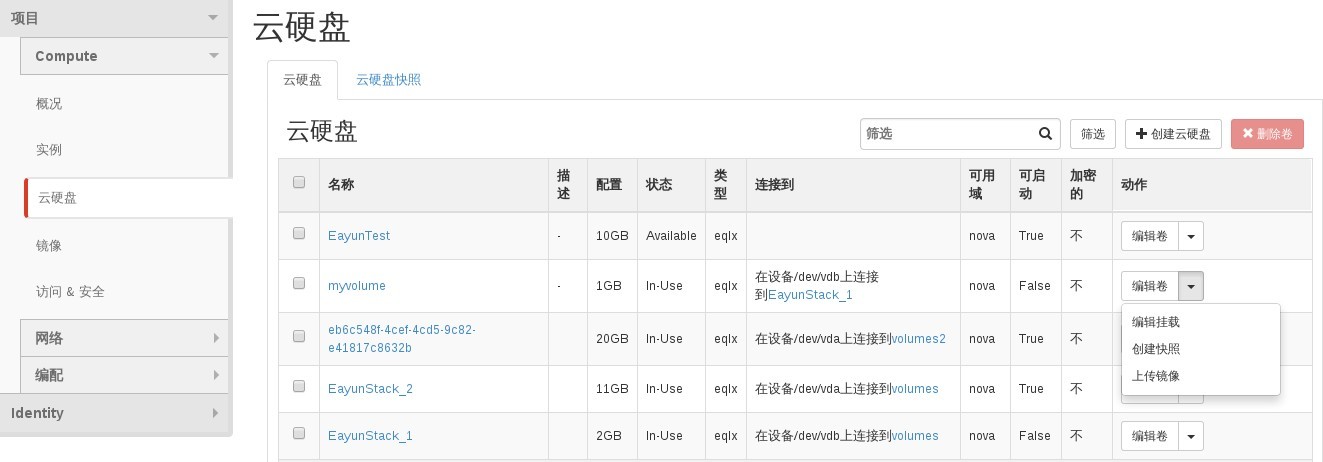 项目
Compute
概况
实例
云硬盘
镜像
访问 & 安全
网络
编配
Identity
云硬盘
云硬盘 云硬盘快照
云硬盘
筛选 筛选 创建云硬盘 删除卷
名称 描述 配置 状态 类型 连接到 可用域 可启动 加密的 动作
EayunTest - 10GB Available eqlx nova True 不 编辑卷
myvolume - 1GB In-Use eqlx 在设备/dev/vdb上连接
到EayunStack_1 nova False 不 编辑卷
编辑挂载
创建快照
上传镜像
eb6c548f-4cef-4cd5-9c82-
e41817c8632b 20GB In-Use eqlx 在设备/dev/vda上连接到volumes2 nova True 不
EayunStack_2 11GB In-Use eqlx 在设备/dev/vda上连接到volumes nova True 不
EayunStack_1 2GB In-Use eqlx 在设备/dev/vdb上连接到volumes nova False 不 编辑卷